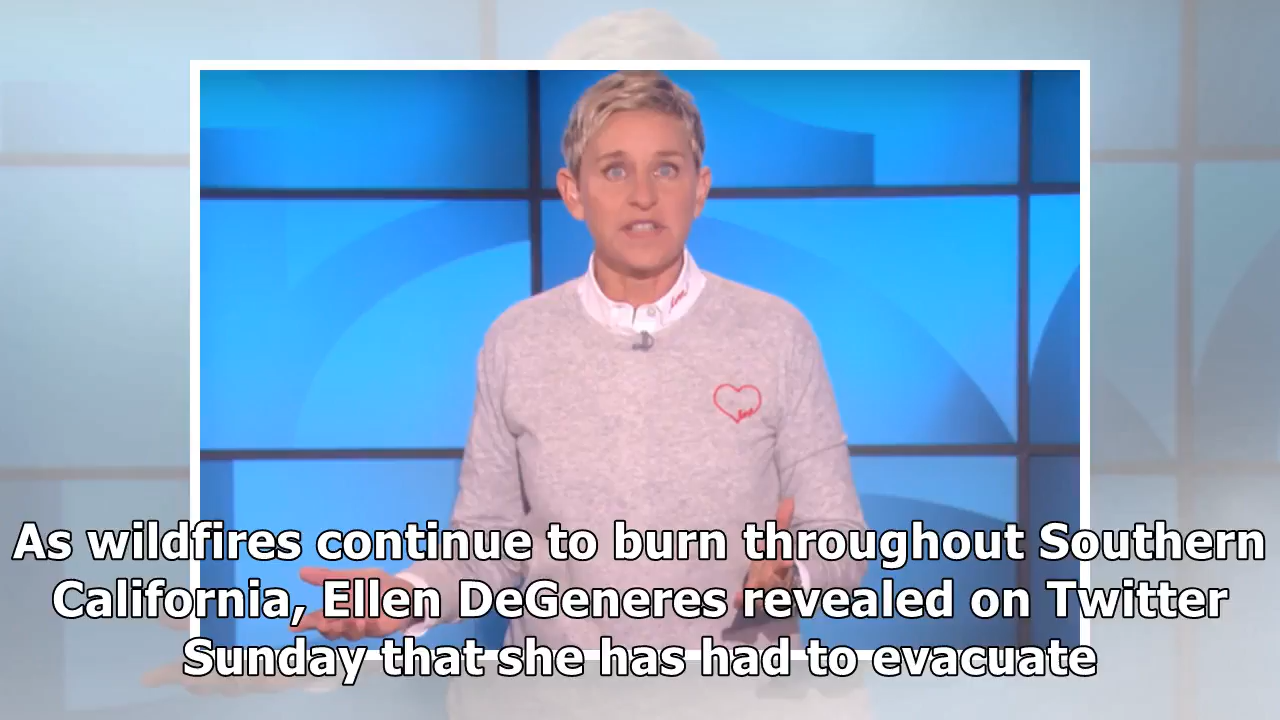 As wildfires continue to burn throughout Southern
California, Ellen DeGeneres revealed on Twitter
Sunday that she has had to evacuate